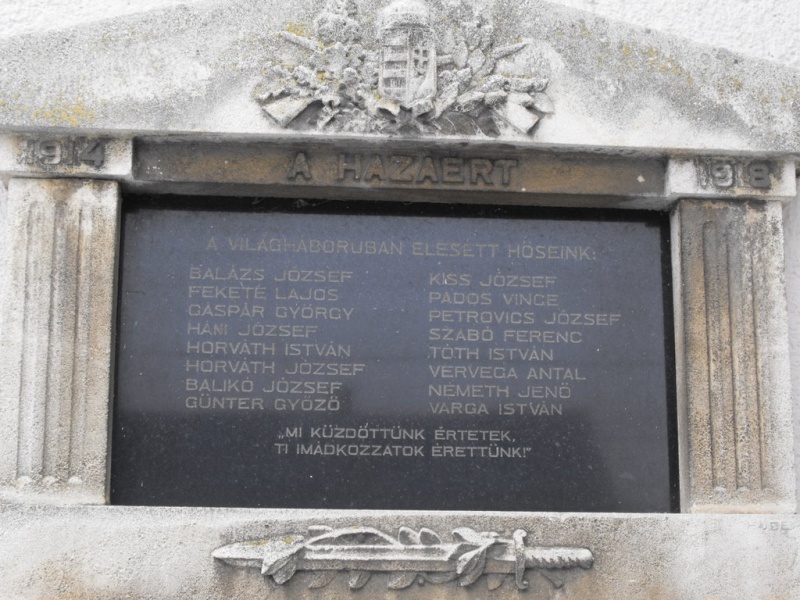 1914
A HAZAÉRT
1918
A VILÁGHABORUBAN ELESETT HŐSEINK:
BALÁZS JÓZSEF
FEKETE LAJOS
GÁSPÁR GYÖRGY
HÁNI JÓZSEF
HORVÁTH ISTVÁN
HORVÁTH JÓZSEF
BALIKÓ JÓZSEF
GÜNTER GYŐZŐ
KISS JÓZSEF
PADOS VINCE
PETROVICS JÓZSEF
SZABÓ FERENC
TÓTH ISTVÁN
VERVEGA ANTAL
NÉMETH JENŐ
VARGA ISTVÁN
„MI KÜZDÖTTÜNK ÉRTETEK,
TI IMÁDKOZZATOK ÉRETTÜNK!”